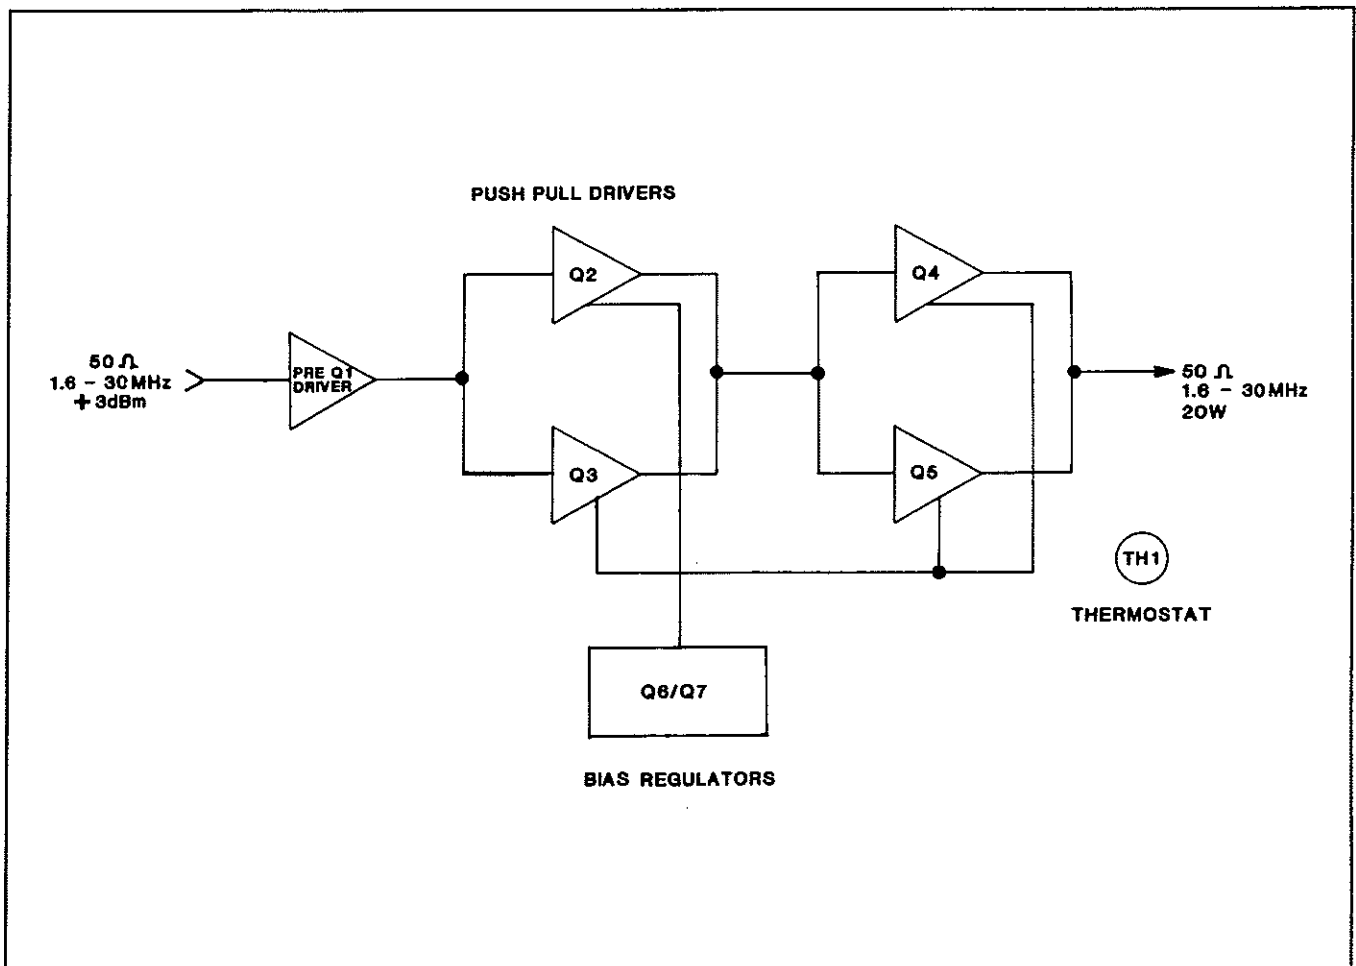 PUSH PULL DRIVERS
Q2
Q4
50 Ω
1.6 - 30MHz
+3dBm
PRE Q1
DRIVER
50 Ω
1.6 - 30MHz
20W
Q3
Q5
TH1
THERMOSTAT
Q6/Q7
BIAS REGULATORS